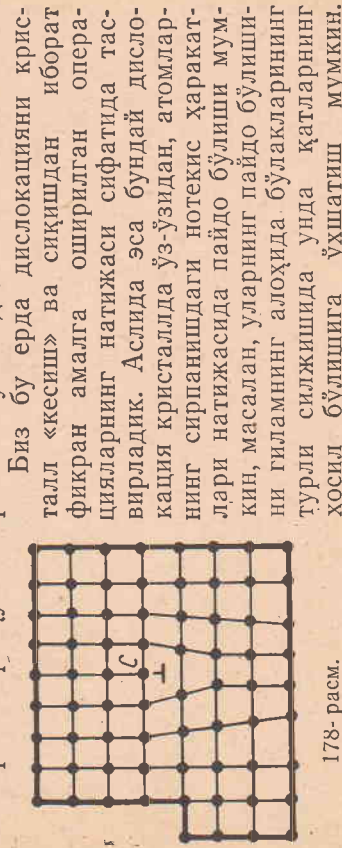 Биз бу ерда дислокацияни крис-
талл «кесиш» ва сиқишдан иборат
фикран амалга оширилган опера-
цияларнинг натижаси сифатида тас-
вирладик. Аслида эса бундай дисло-
кация кристаллда ўз-ўзидан, атомлар-
нинг сирпанишдаги нотекис ҳаракат-
лари натижасида пайдо бўлиши мум-
кин, масалан, уларнинг пайдо бўлиши-
ни гиламнинг алоҳида бўлакларининг
турли силжишида унда қатларнинг
хосил бўлишига ўхшатиш мумкин.
С
⊥
178- расм.